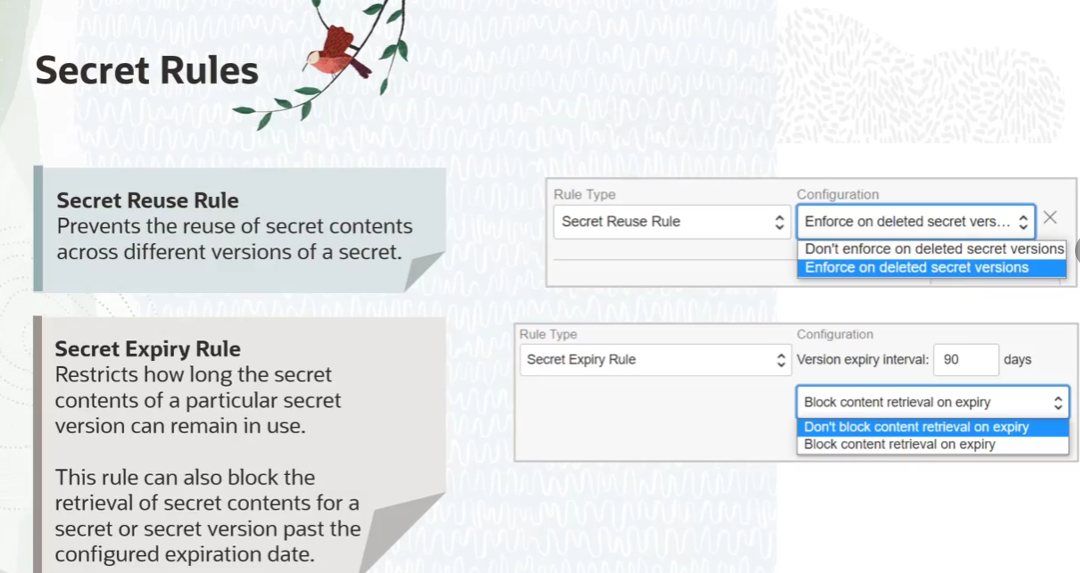 Secret Rules
Secret Reuse Rule
Prevents the reuse of secret contents
across different versions of a secret.
Rule Type
Configuration
Secret Reuse Rule
Enforce on deleted secret vers...
Don't enforce on deleted secret versions
Enforce on deleted secret versions
Secret Expiry Rule
Restricts how long the secret
contents of a particular secret
version can remain in use.
This rule can also block the
retrieval of secret contents for a
secret or secret version past the
configured expiration date.
Rule Type
Configuration
Secret Expiry Rule
Version expiry interval: 90 days
Block content retrieval on expiry
Don't block content retrieval on expiry
Block content retrieval on expiry